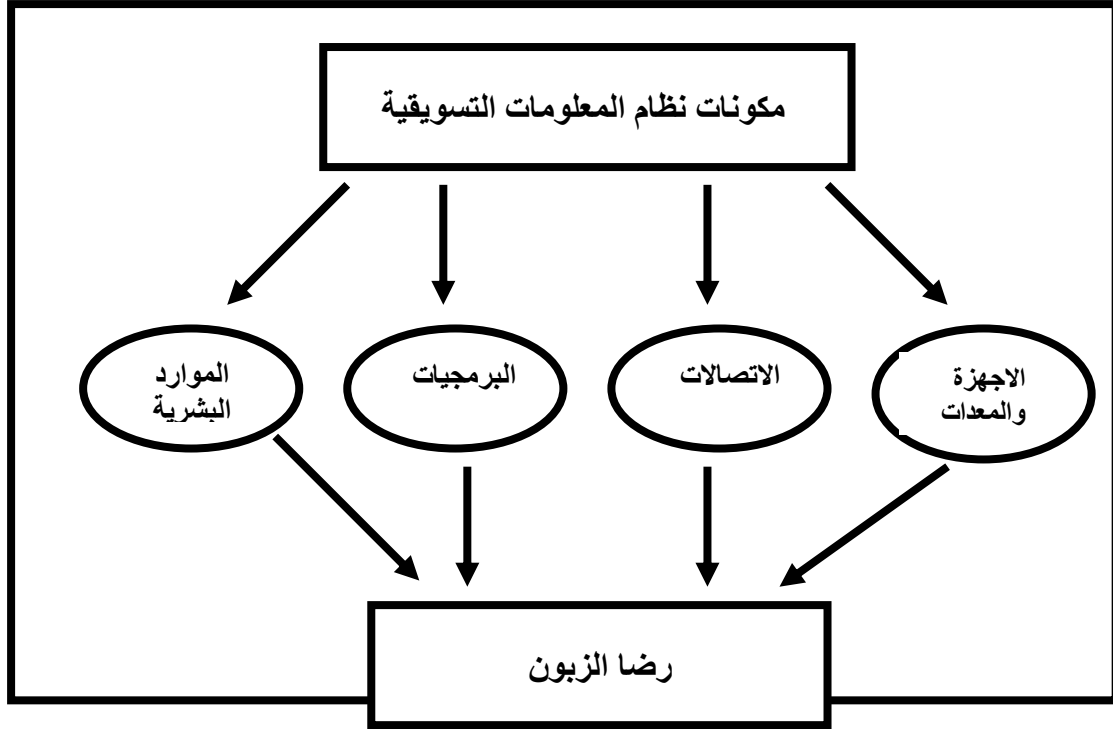 مكونات نظام المعلومات التسويقية
الاجهزة
والمعدات
الاتصالات
البرمجيات
الموارد
البشرية
رضا الزبون